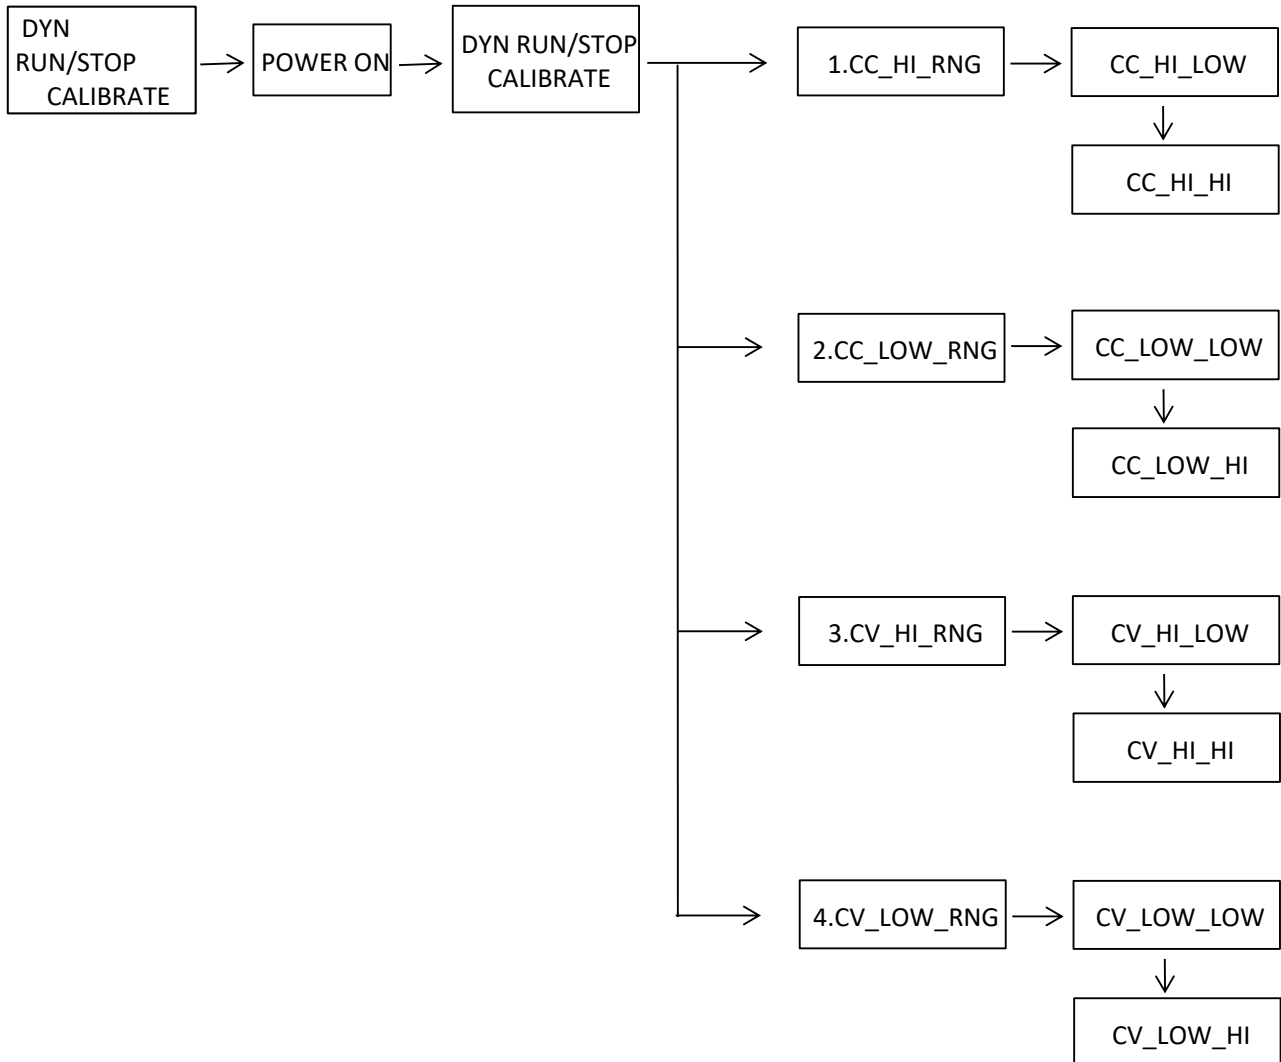 DYN
RUN/STOP
CALIBRATE
POWER ON
DYN RUN/STOP
CALIBRATE
1.CC_HI_RNG
CC_HI_LOW
CC_HI_HI
2.CC_LOW_RNG
CC_LOW_LOW
CC_LOW_HI
3.CV_HI_RNG
CV_HI_LOW
CV_HI_HI
4.CV_LOW_RNG
CV_LOW_LOW
CV_LOW_HI